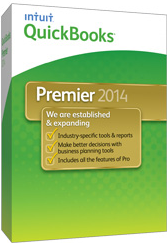 intuit
QuickBooks
Premier 2014
We are established
& expanding
Industry-specific tools & reports
Make better decisions with
business planning tools
Includes all the features of Pro